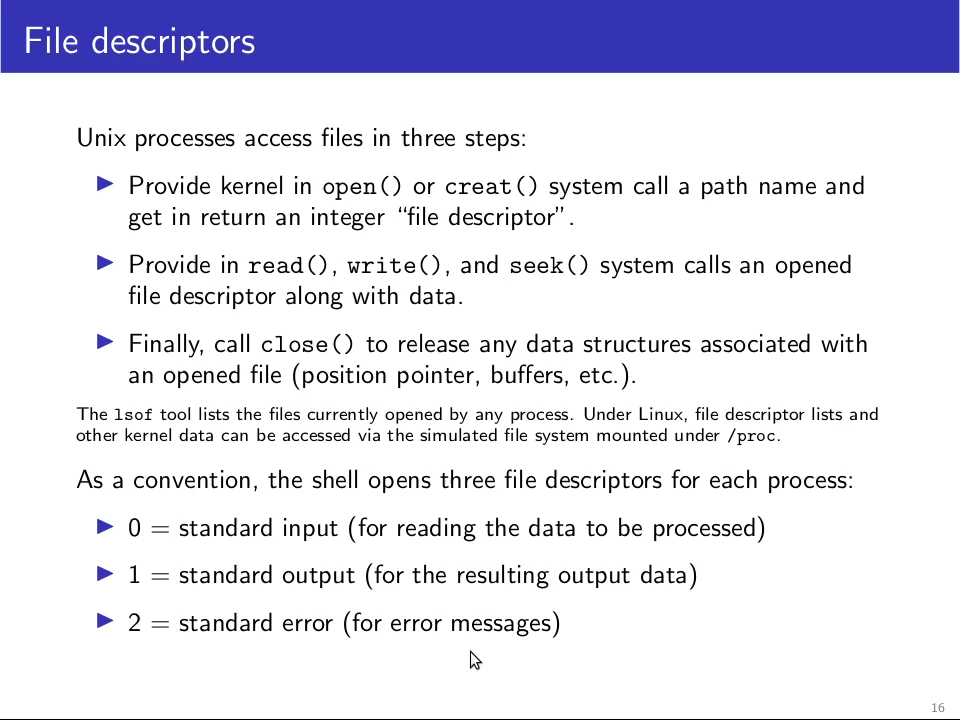 File descriptors
Unix processes access files in three steps:
Provide kernel in open() or creat() system call a path name and
get in return an integer “file descriptor”.
Provide in read(), write(), and seek() system calls an opened
file descriptor along with data.
Finally, call close() to release any data structures associated with
an opened file (position pointer, buffers, etc.).
The lsof tool lists the files currently opened by any process. Under Linux, file descriptor lists and
other kernel data can be accessed via the simulated file system mounted under /proc.
As a convention, the shell opens three file descriptors for each process:
0 = standard input (for reading the data to be processed)
1 = standard output (for the resulting output data)
2 = standard error (for error messages)
16